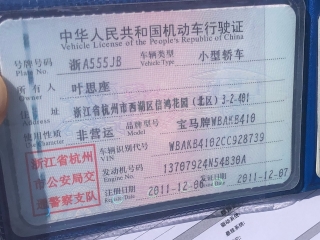 中华人民共和国机动车行驶证
Vehicle License of the People's Republic of China
号牌号码 浙A555JB 车辆类型 小型轿车
Plate No. Vehicle Type
所有人 叶思座
Owner
住址 浙江省杭州市西湖区信鸿花园(北区)3-2-401
使用性质 非营运 品牌型号 宝马牌WBAKB410
浙江省杭州市公安局交通警察支队
车辆识别代号 WBAKB4102CC928739
VIN
发动机号码 13707924N54B30A
Engine No.
注册日期 2011-12-06 发证日期 2011-12-07